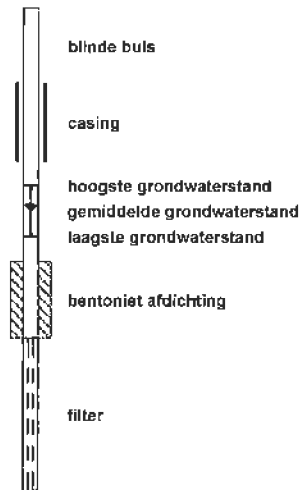 blinde buis
casing
hoogste grondwaterstand
gemiddelde grondwaterstand
laagste grondwaterstand
bentoniet afdichting
filter